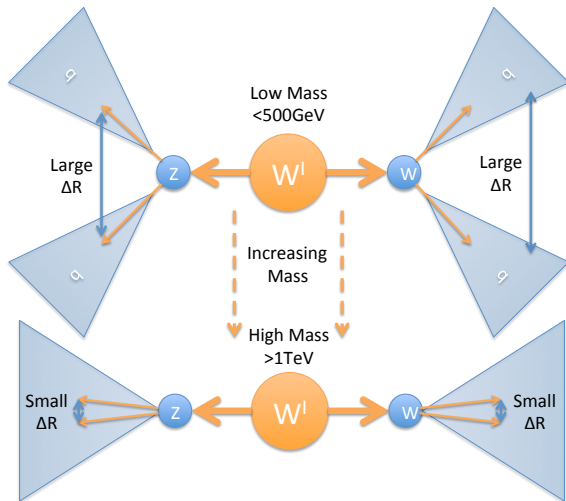 q
q
Low Mass
<500GeV
Large
ΔR
Z
W'
W
Large
ΔR
q
q
Increasing
Mass
High Mass
>1TeV
Small
ΔR
Z
W'
W
Small
ΔR